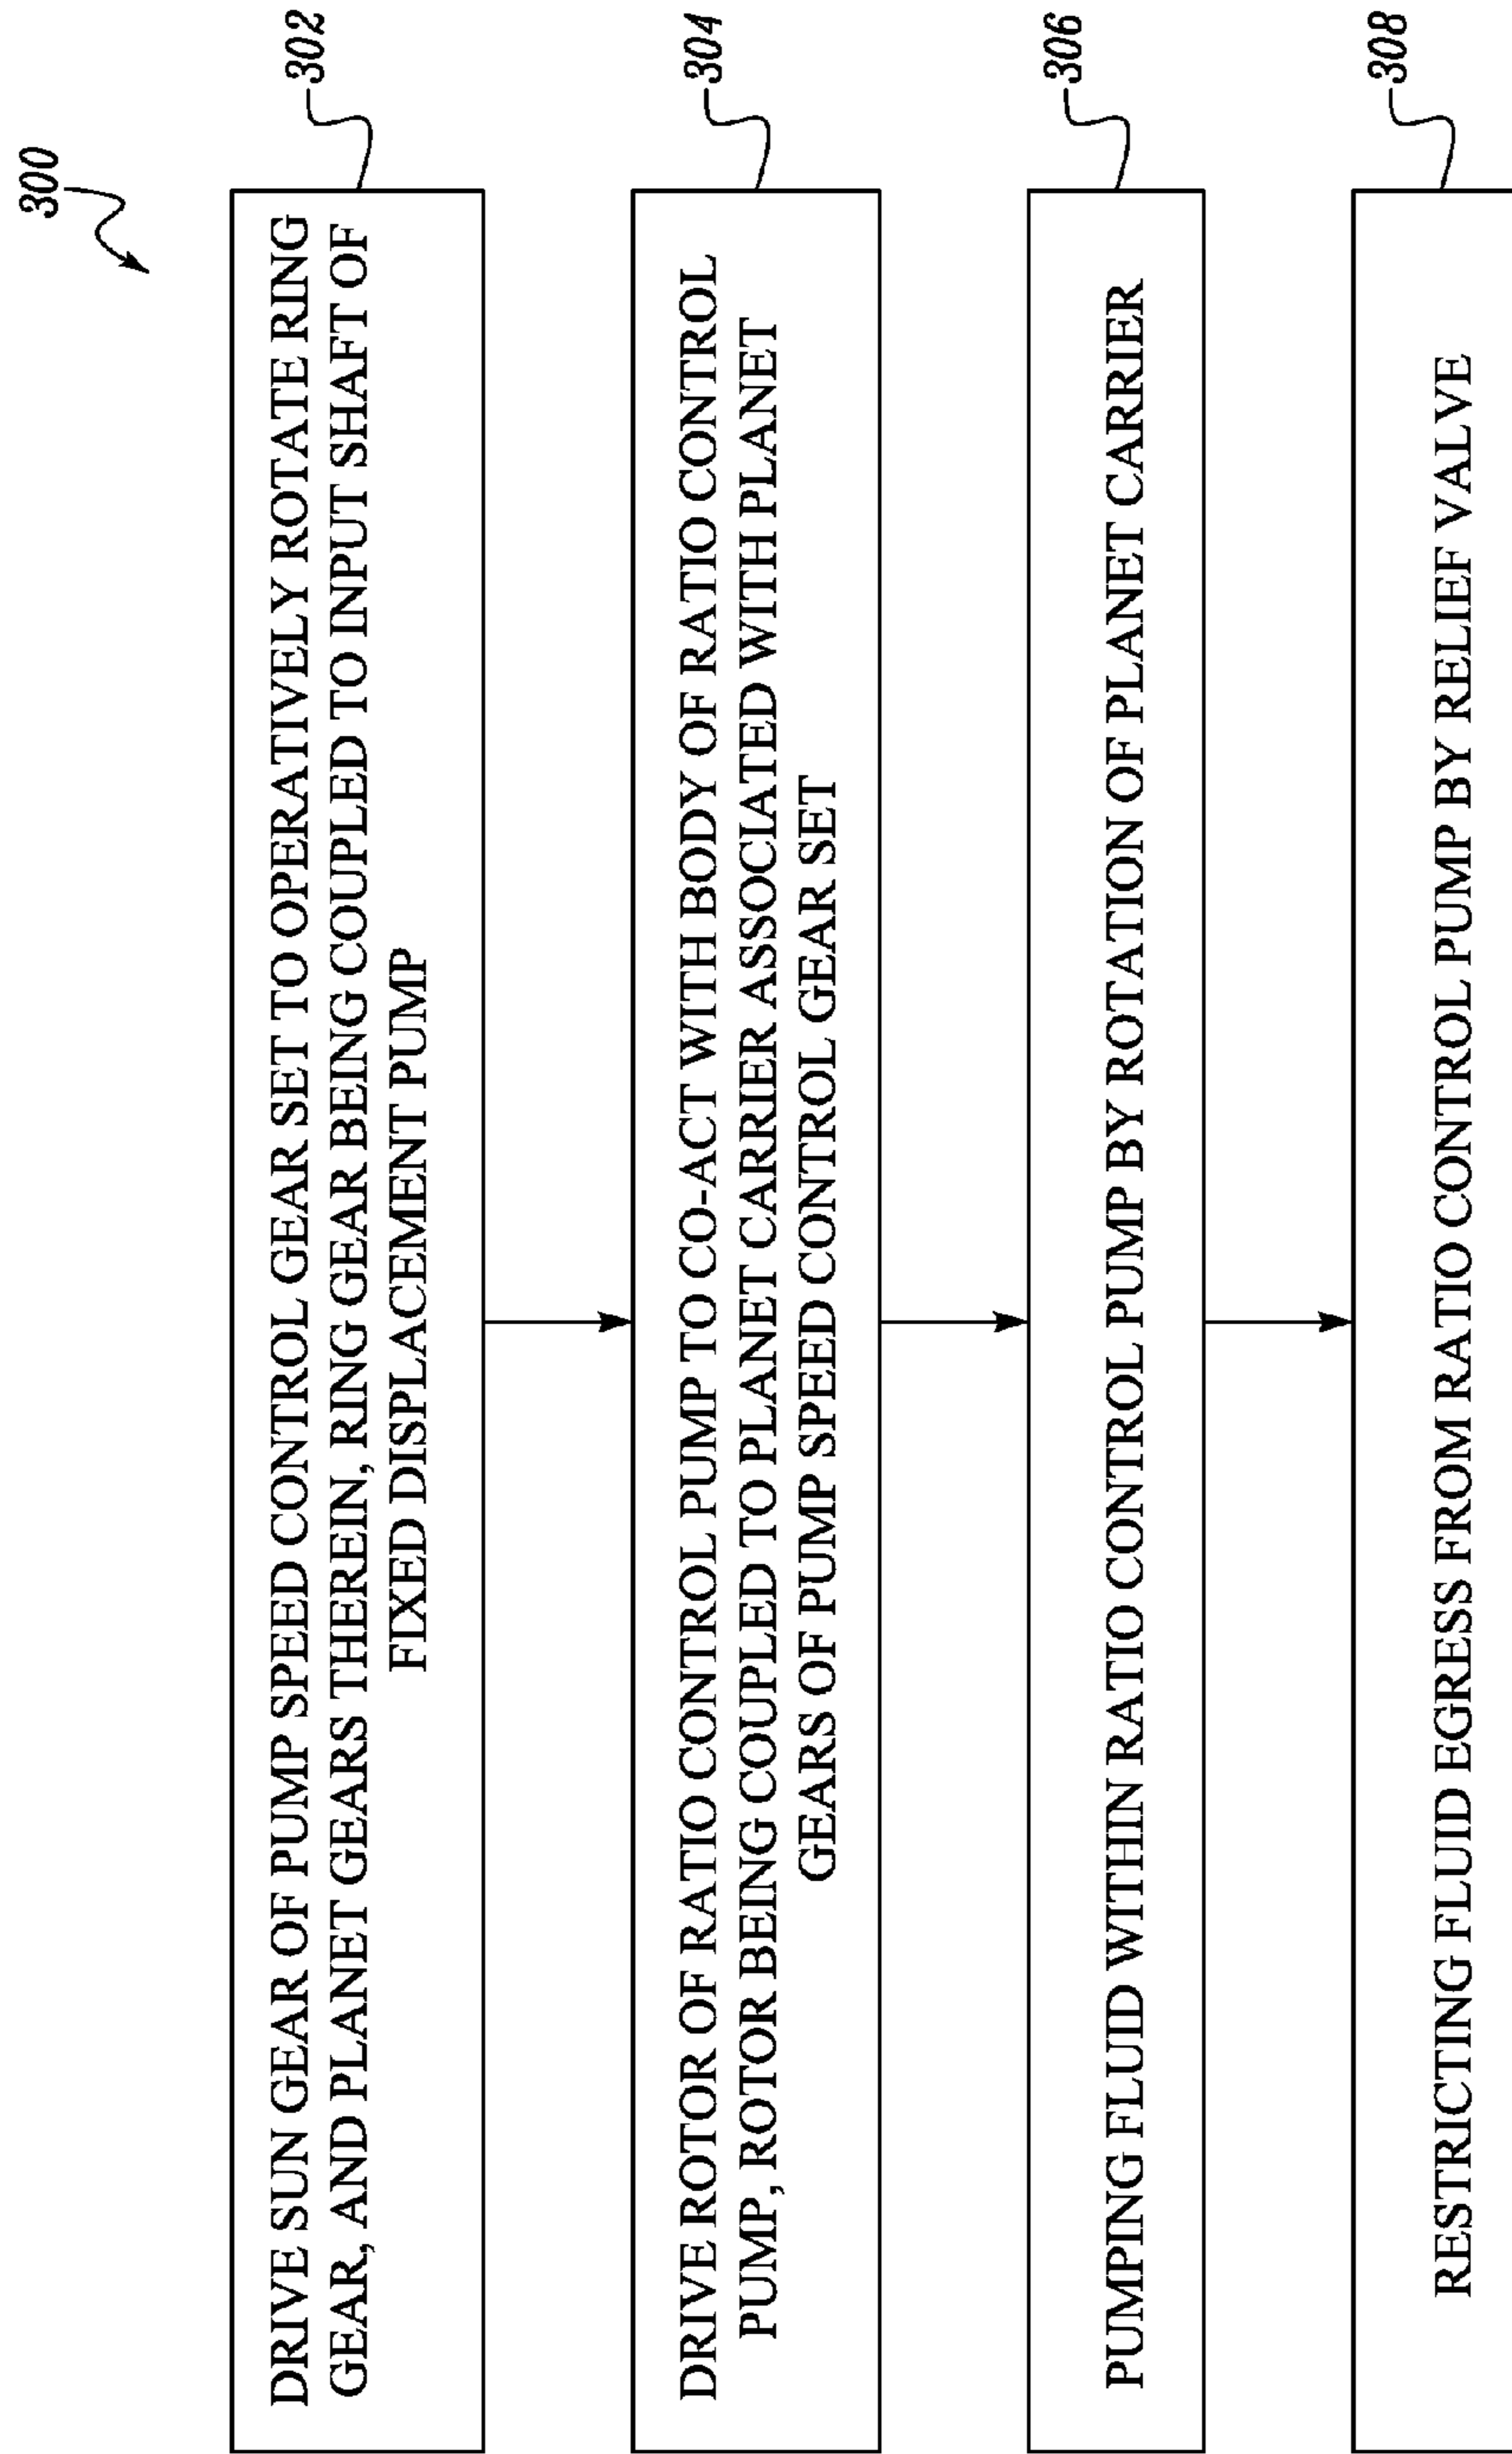 300
DRIVE SUN GEAR OF PUMP SPEED CONTROL GEAR SET TO OPERATIVELY ROTATE RING
GEAR, AND PLANET GEARS THEREIN, RING GEAR BEING COUPLED TO INPUT SHAFT OF
FIXED DISPLACEMENT PUMP
302
DRIVE ROTOR OF RATIO CONTROL PUMP TO CO-ACT WITH BODY OF RATIO CONTROL
PUMP, ROTOR BEING COUPLED TO PLANET CARRIER ASSOCIATED WITH PLANET
GEARS OF PUMP SPEED CONTROL GEAR SET
304
PUMPING FLUID WITHIN RATIO CONTROL PUMP BY ROTATION OF PLANET CARRIER
306
RESTRICTING FLUID EGRESS FROM RATIO CONTROL PUMP BY RELIEF VALVE
308